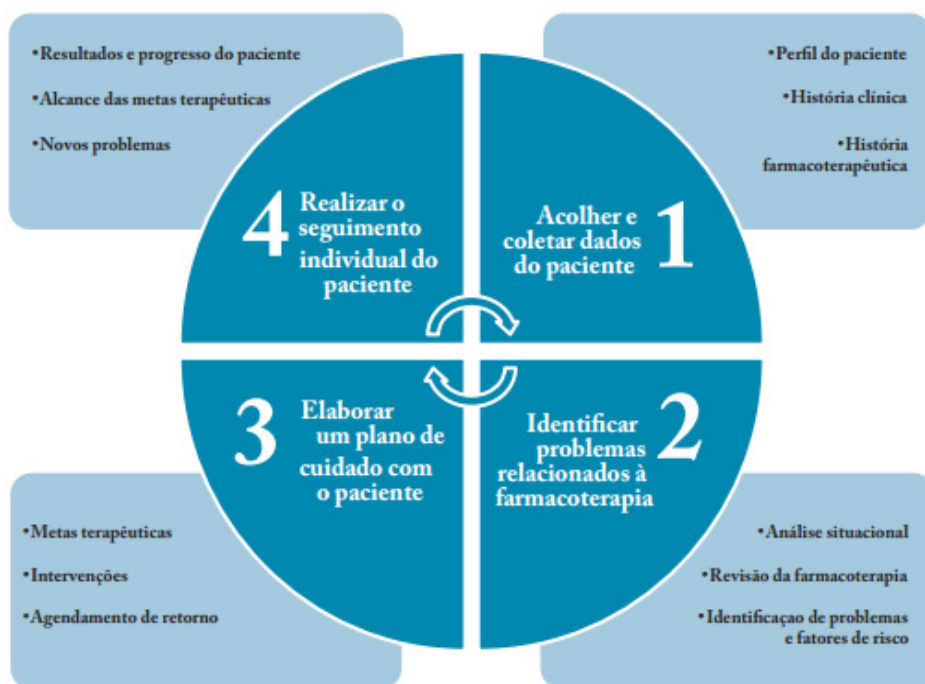 •Resultados e progresso do paciente
•Alcance das metas terapêuticas
•Novos problemas
•Perfil do paciente
•História clínica
•História
farmacoterapêutica
4
Realizar o
seguimento
individual do
paciente
1
Acolher e
coletar dados
do paciente
3
Elaborar
um plano de
cuidado com
o paciente
2
Identificar
problemas
relacionados à
farmacoterapia
•Metas terapêuticas
•Intervenções
•Agendamento de retorno
•Análise situacional
•Revisão da farmacoterapia
•Identificaçao de problemas
e fatores de risco